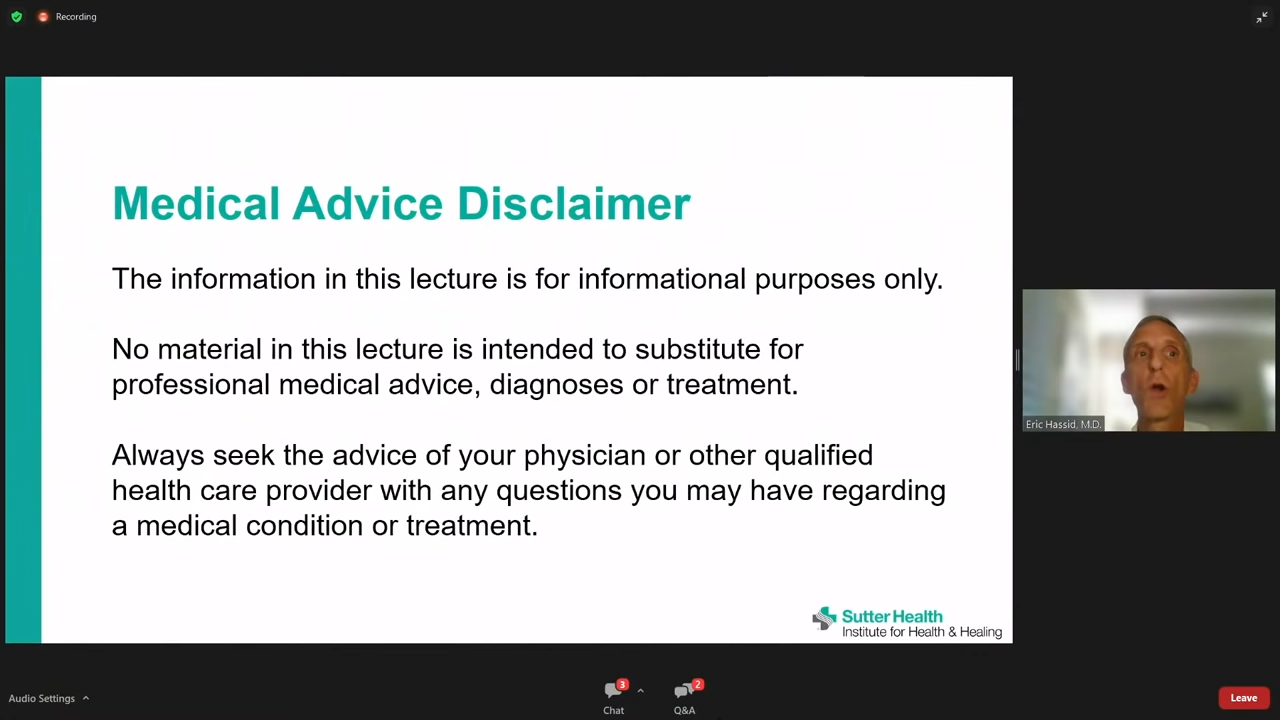 Recording
Medical Advice Disclaimer
The information in this lecture is for informational purposes only.
No material in this lecture is intended to substitute for
professional medical advice, diagnoses or treatment.
Always seek the advice of your physician or other qualified
health care provider with any questions you may have regarding
a medical condition or treatment.
Sutter Health
Institute for Health & Healing
Eric Hassid, M.D.
Audio Settings
3
Chat
2
Q&A
Leave